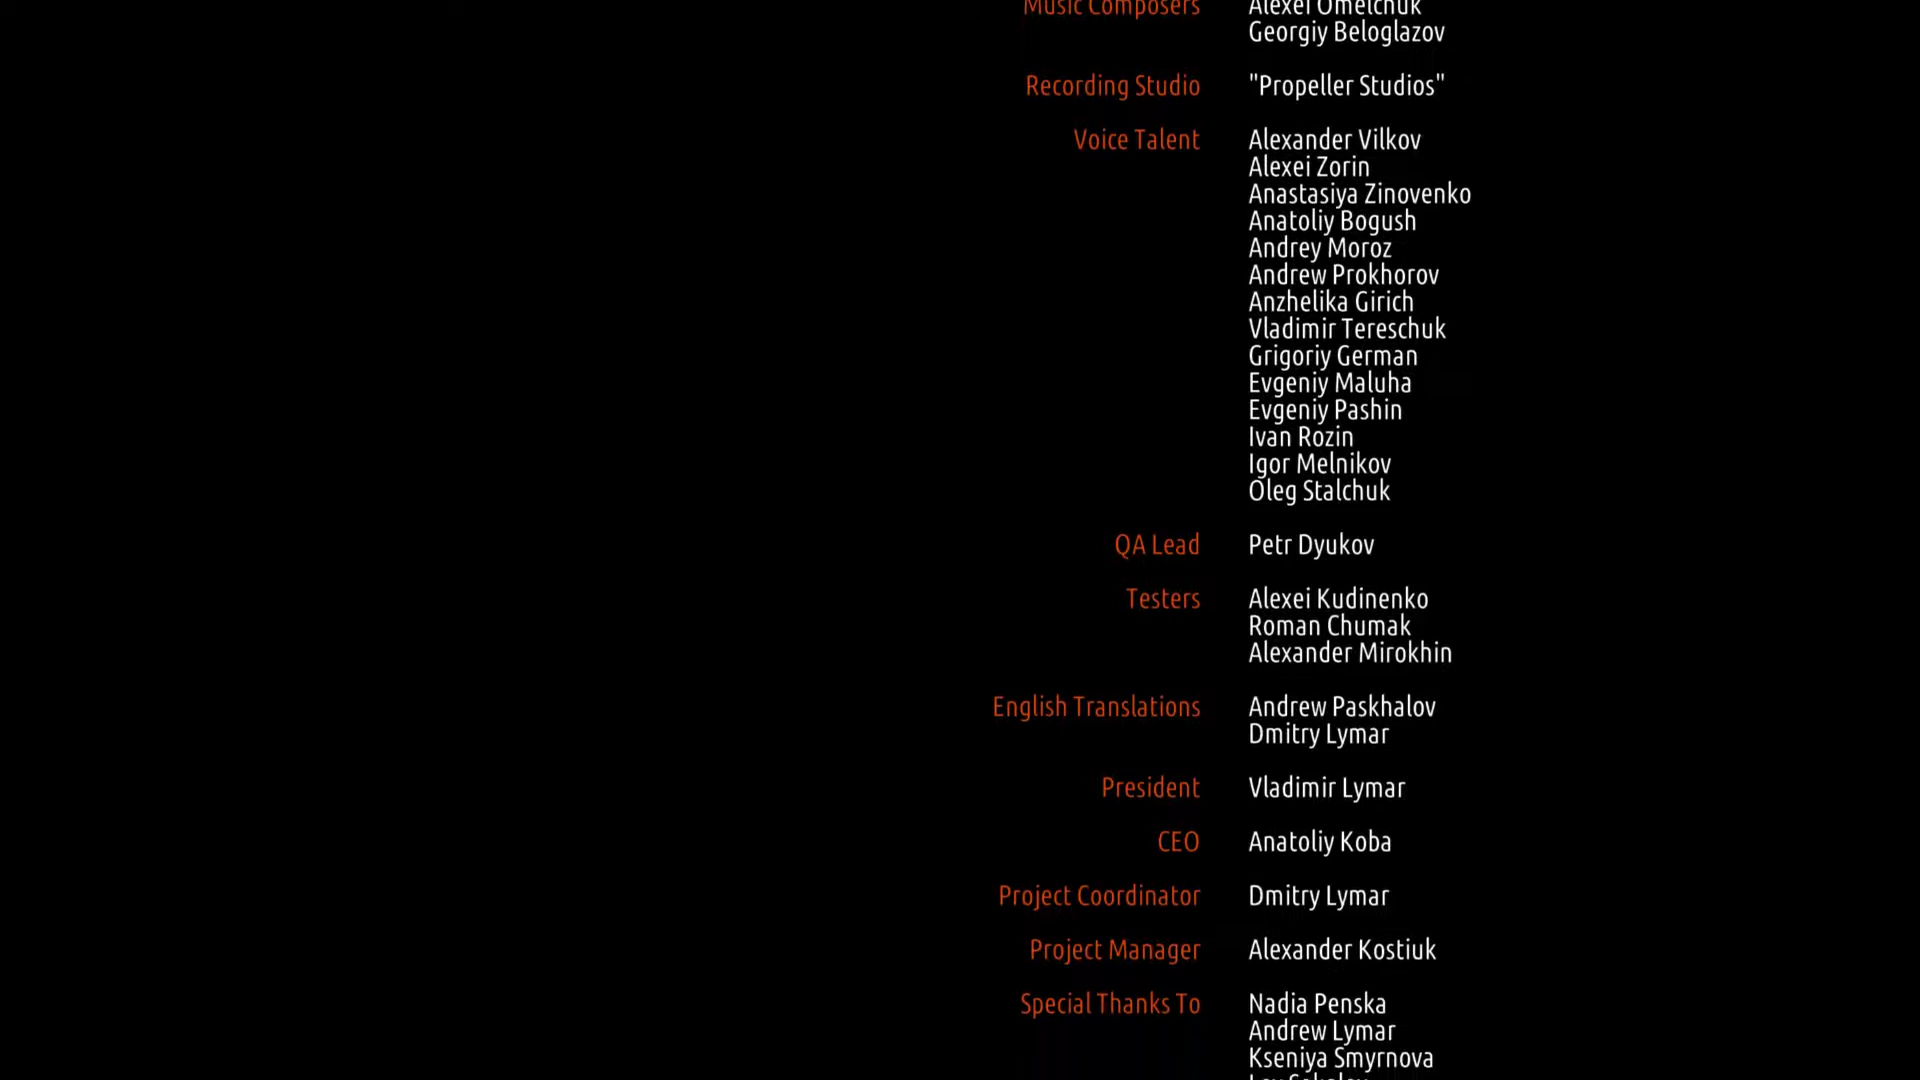 Music Composers Alexei Omelchuk
Georgiy Beloglazov
Recording Studio "Propeller Studios"
Voice Talent Alexander Vilkov
Alexei Zorin
Anastasiya Zinovenko
Anatoliy Bogush
Andrey Moroz
Andrew Prokhorov
Anzhelika Girich
Vladimir Tereschuk
Grigoriy German
Evgeniy Maluha
Evgeniy Pashin
Ivan Rozin
Igor Melnikov
Oleg Stalchuk
QA Lead Petr Dyukov
Testers Alexei Kudinenko
Roman Chumak
Alexander Mirokhin
English Translations Andrew Paskhalov
Dmitry Lymar
President Vladimir Lymar
CEO Anatoliy Koba
Project Coordinator Dmitry Lymar
Project Manager Alexander Kostiuk
Special Thanks To Nadia Penska
Andrew Lymar
Kseniya Smyrnova